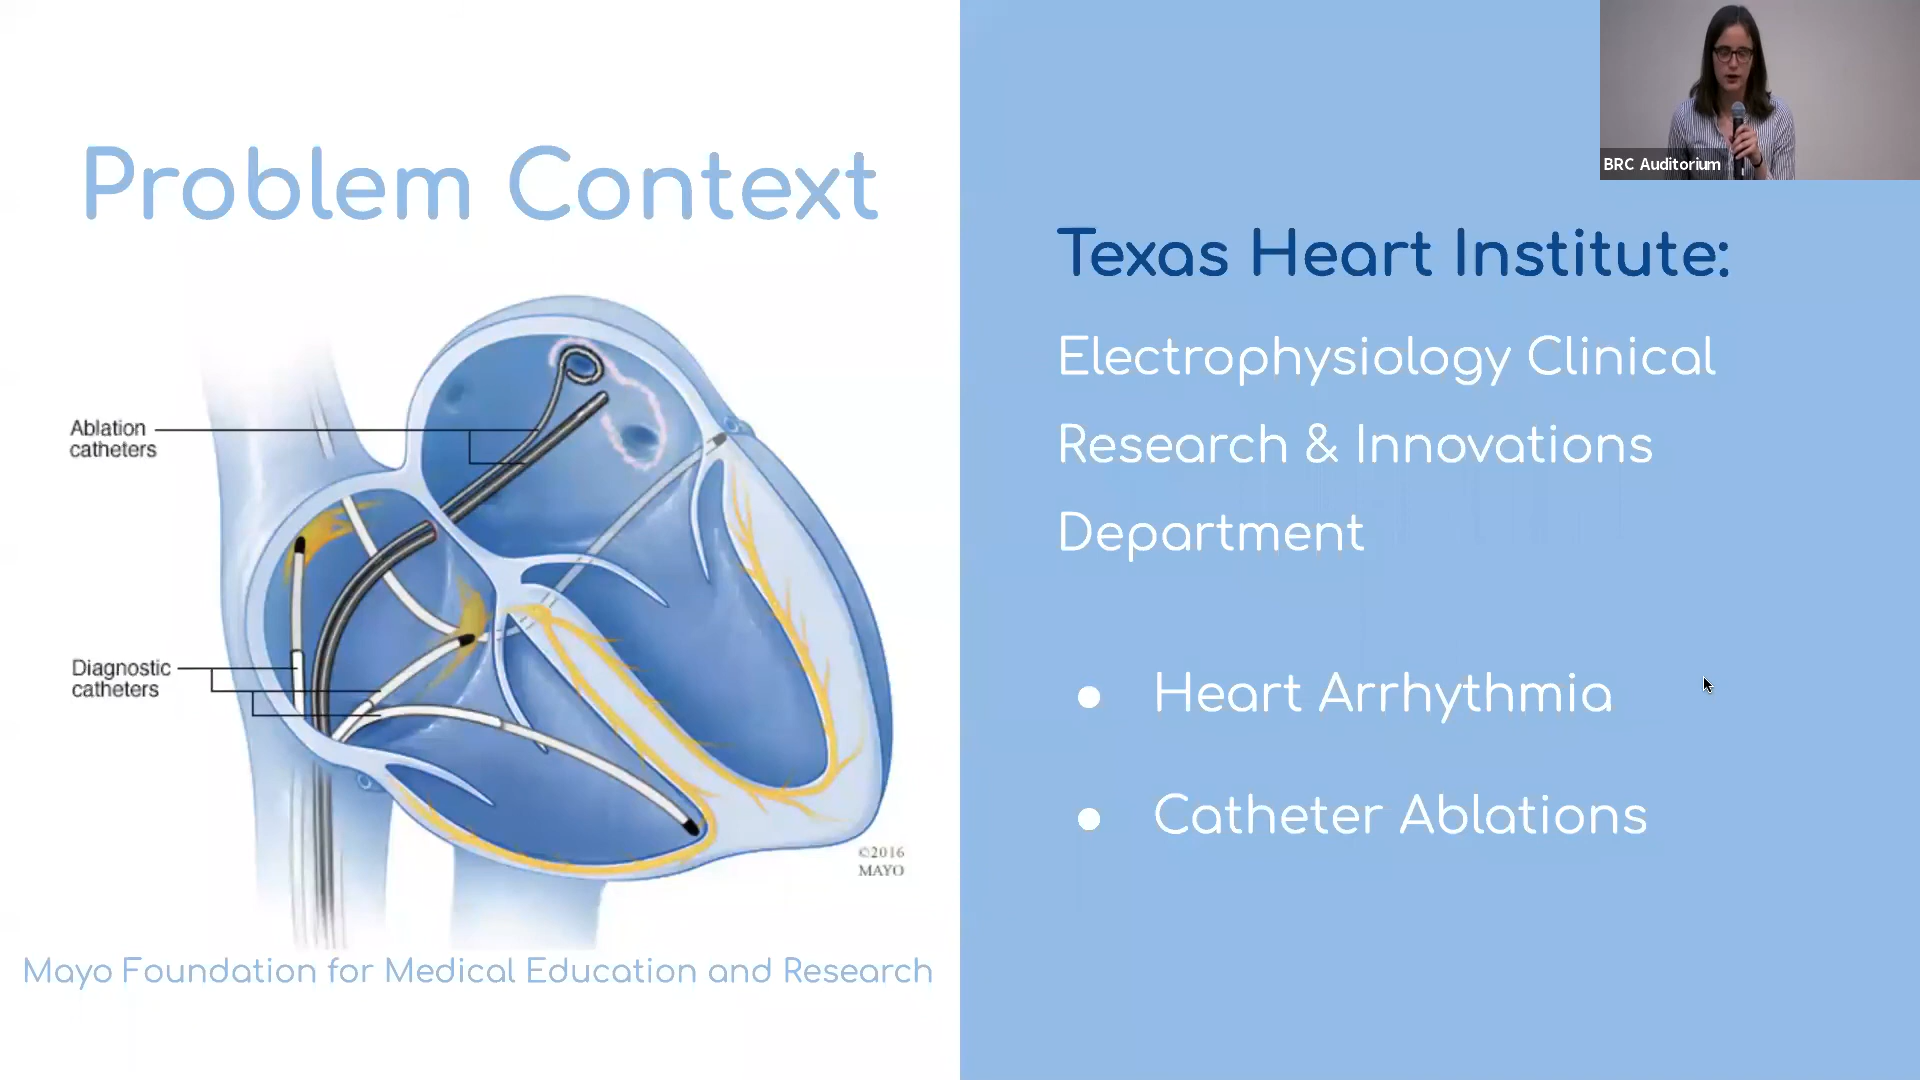 BRC Auditorium
Problem Context
Ablation
catheters
Diagnostic
catheters
©2016
MAYO
Mayo Foundation for Medical Education and Research
Texas Heart Institute:
Electrophysiology Clinical
Research & Innovations
Department
● Heart Arrhythmia
● Catheter Ablations